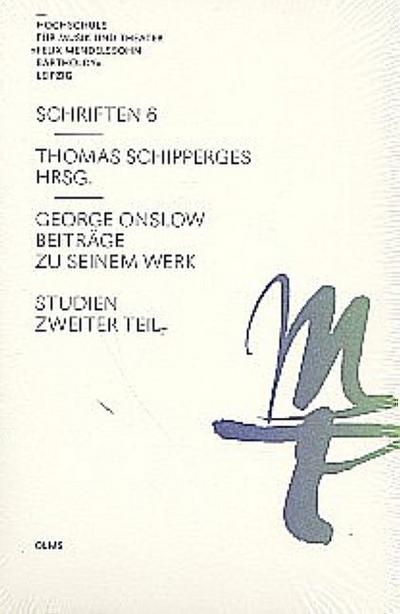 HOCHSCHULE
FÜR MUSIK UND THEATER
»FELIX MENDELSSOHN
BARTHOLDY«
LEIPZIG
SCHRIFTEN 6
THOMAS SCHIPPERGES
HRSG.
GEORGE ONSLOW
BEITRÄGE
ZU SEINEM WERK
STUDIEN
ZWEITER TEIL
mt
OLMS